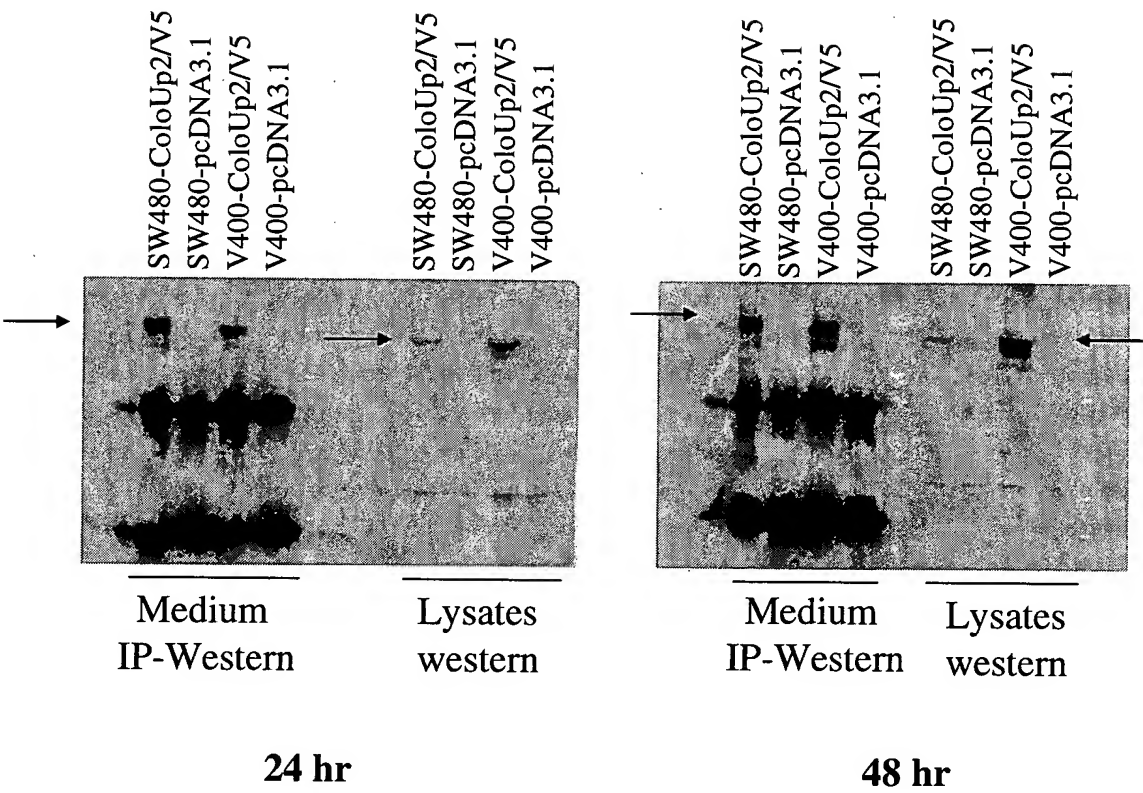 SW480-ColoUp2/V5
SW480-pcDNA3.1
V400-ColoUp2/V5
V400-pcDNA3.1
SW480-ColoUp2/V5
SW480-pcDNA3.1
V400-ColoUp2/V5
V400-pcDNA3.1
Medium
IP-Western
Lysates
western
24 hr
SW480-ColoUp2/V5
SW480-pcDNA3.1
V400-ColoUp2/V5
V400-pcDNA3.1
SW480-ColoUp2/V5
SW480-pcDNA3.1
V400-ColoUp2/V5
V400-pcDNA3.1
Medium
IP-Western
Lysates
western
48 hr